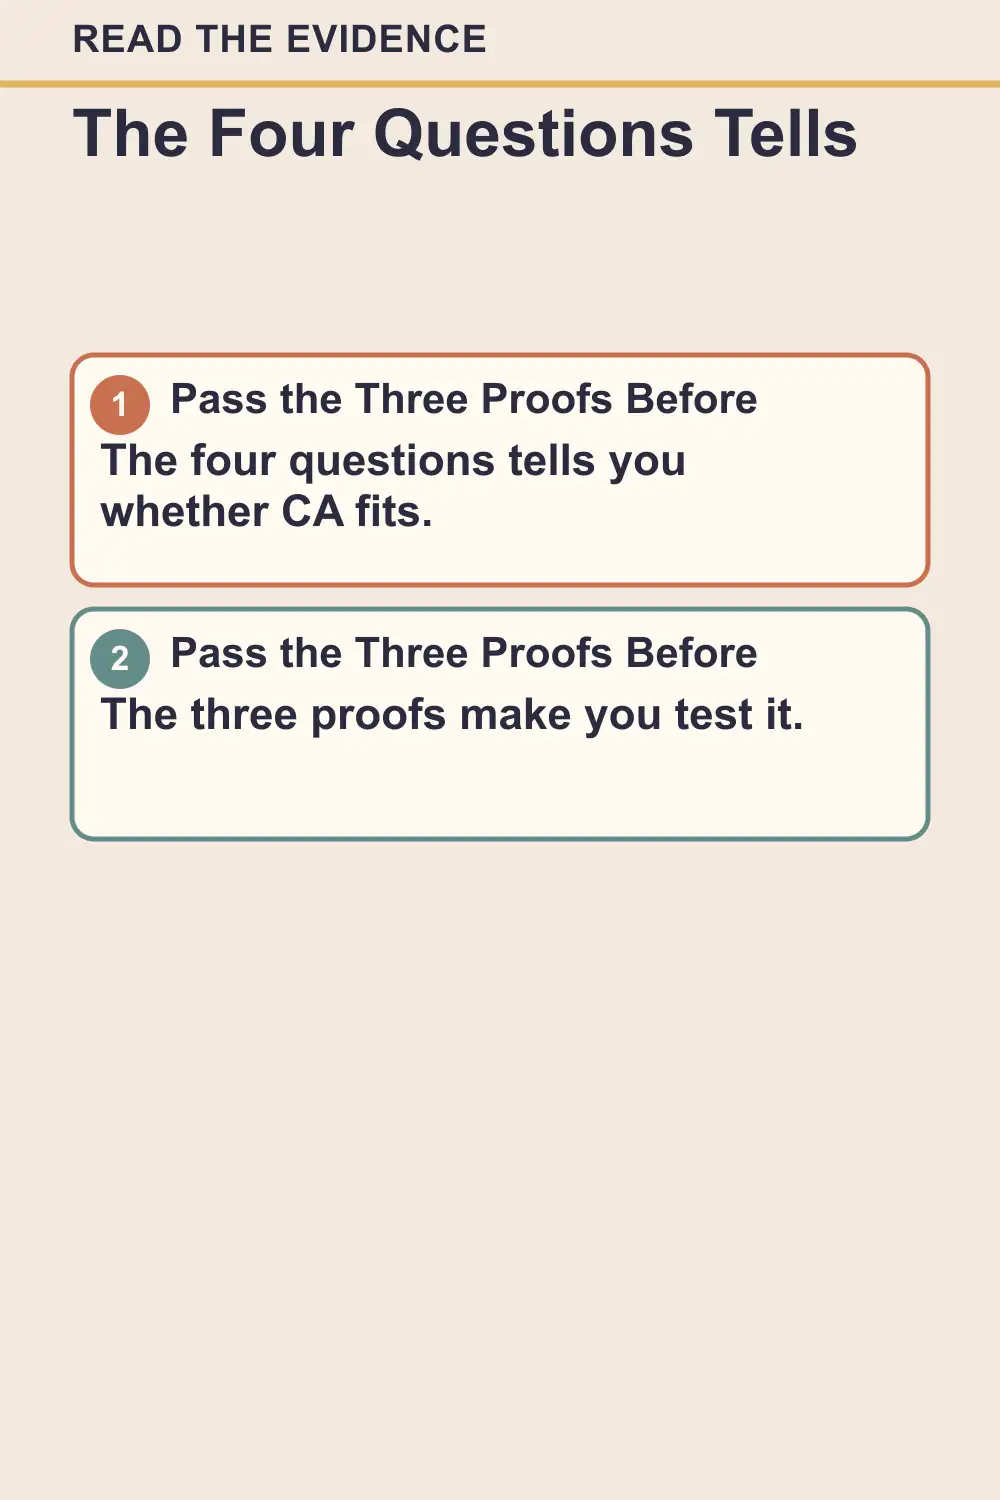 READ THE EVIDENCE
The Four Questions Tells
1 Pass the Three Proofs Before
The four questions tells you
whether CA fits.
2 Pass the Three Proofs Before
The three proofs make you test it.